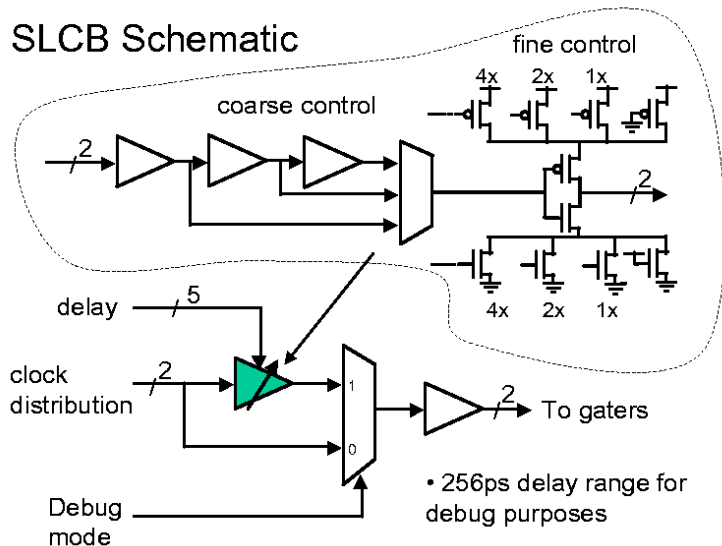 SLCB Schematic
fine control
4x 2x 1x
coarse control
2
2
4x 2x 1x
delay
5
clock
distribution
2
1
0
2
To gaters
Debug
mode
• 256ps delay range for
debug purposes